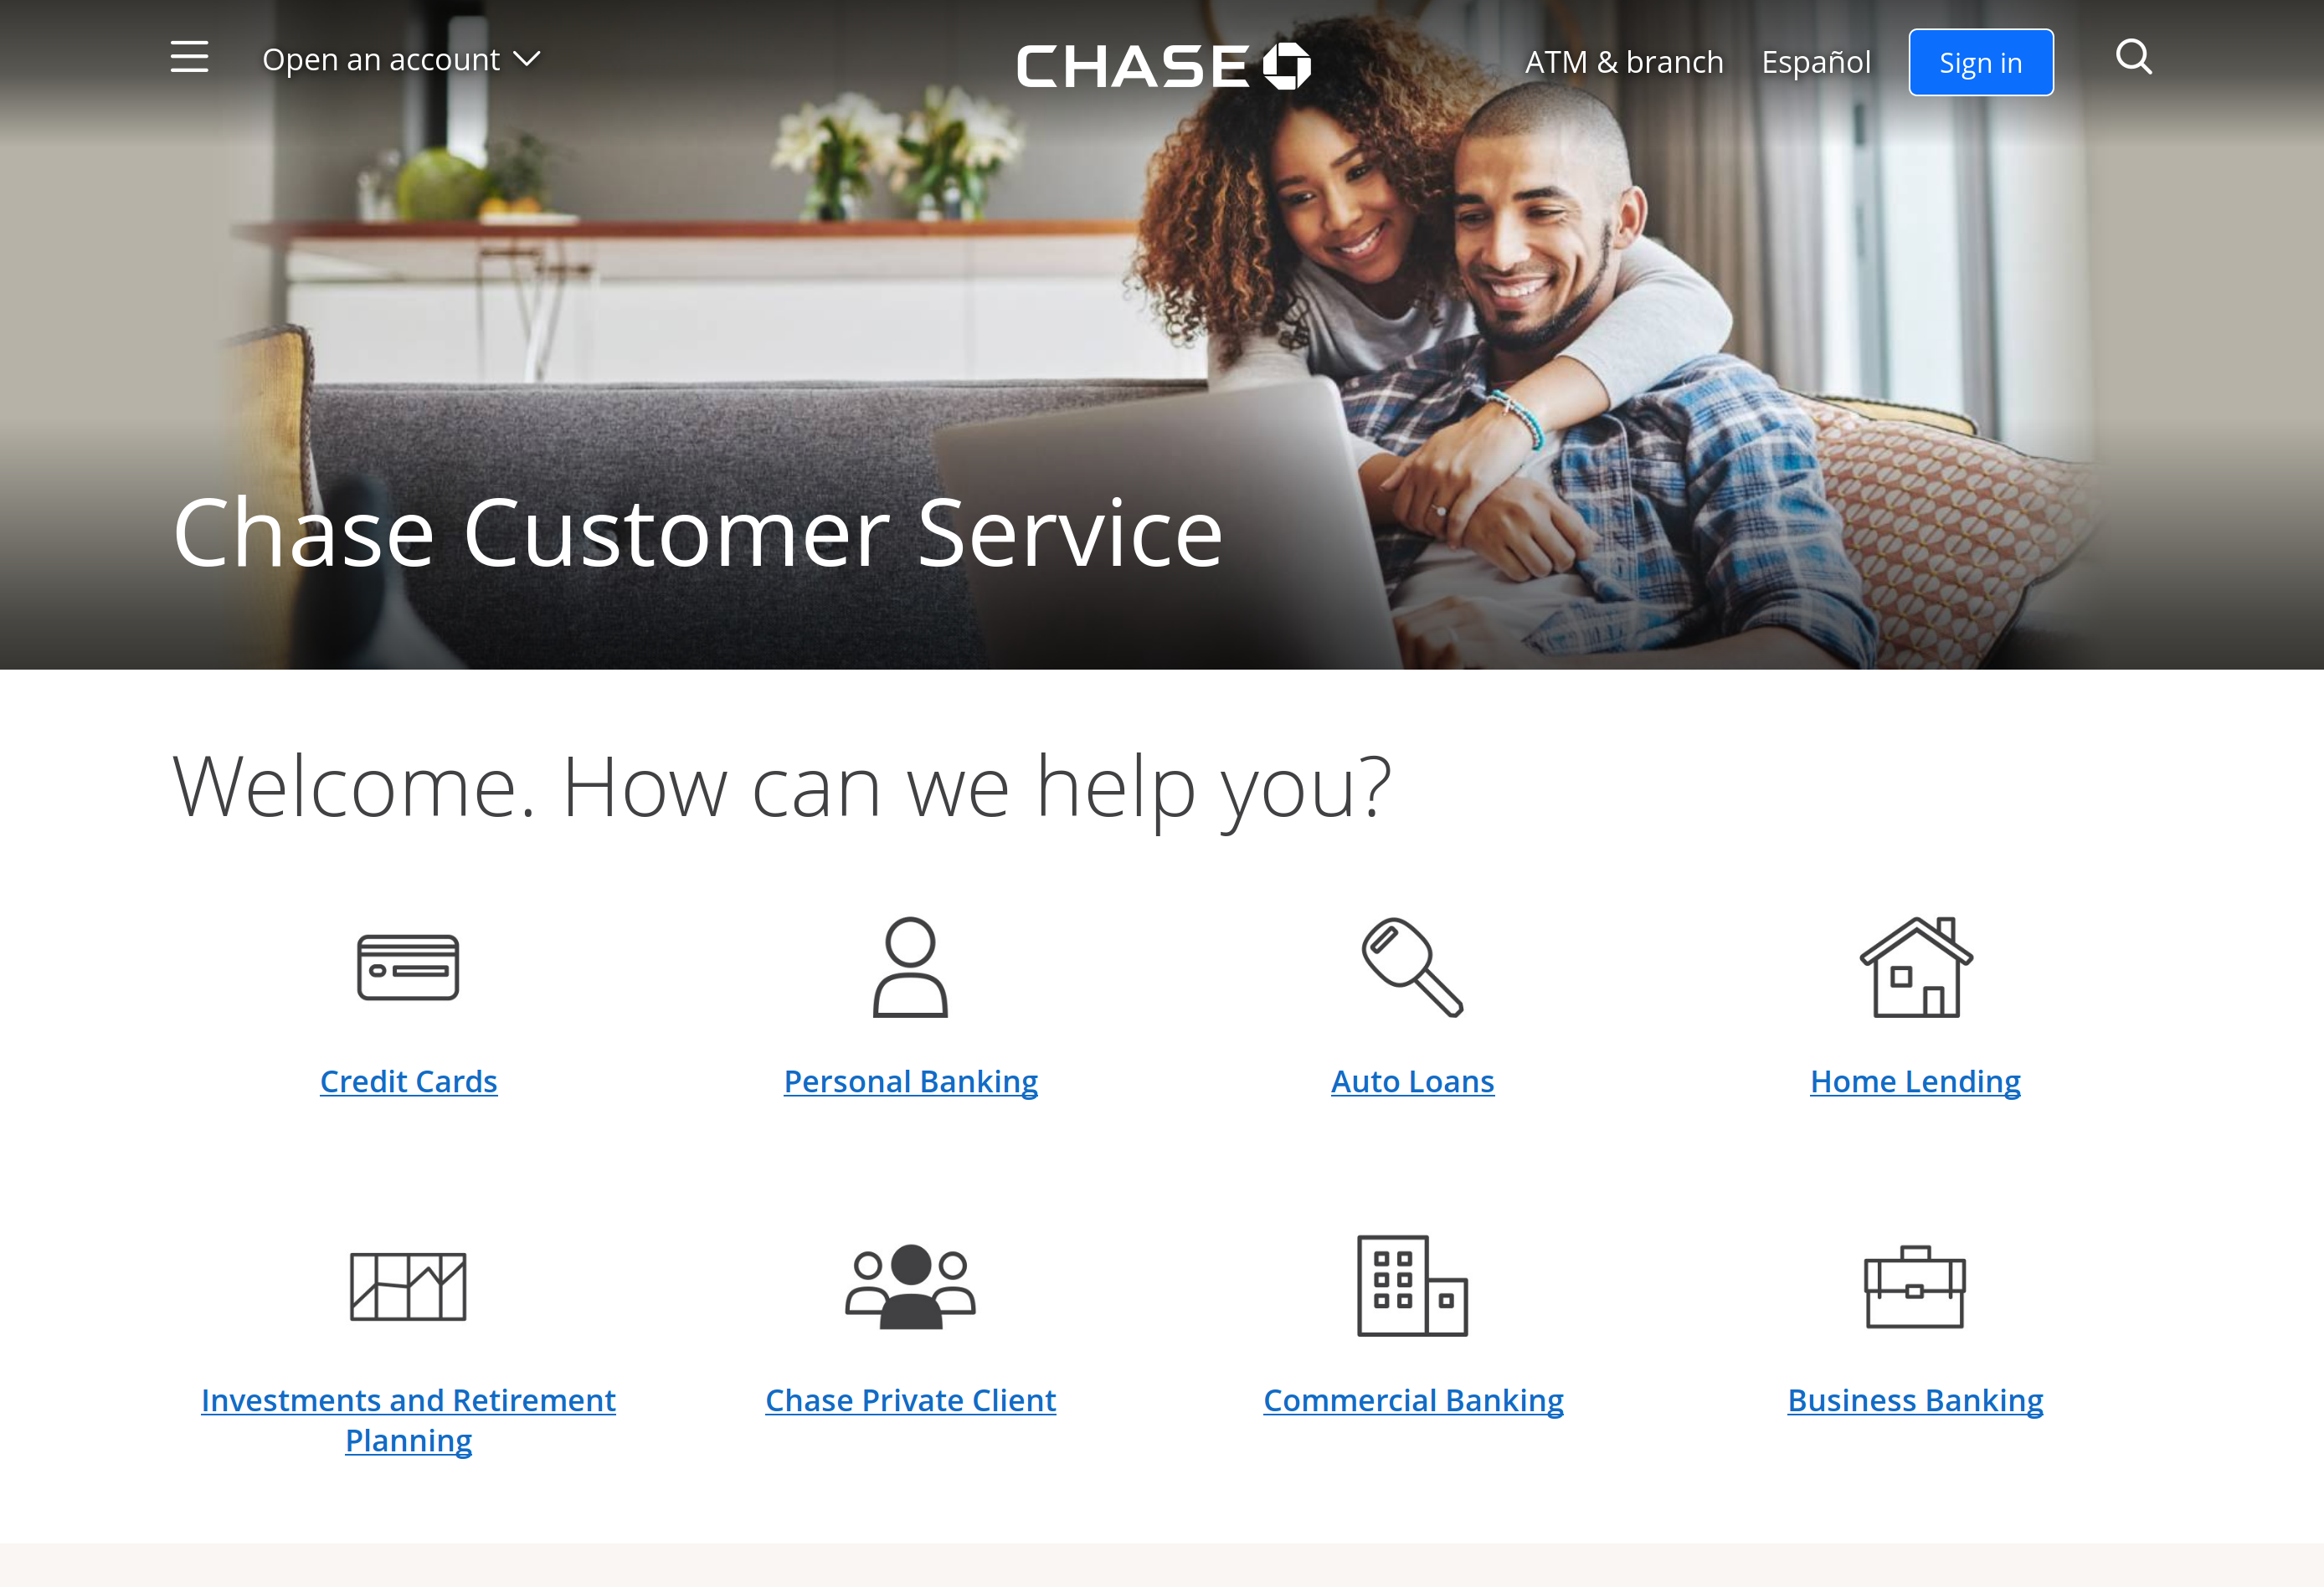 Open an account
CHASE
ATM & branch
Español
Sign in
Chase Customer Service
Welcome. How can we help you?
Credit Cards
Personal Banking
Auto Loans
Home Lending
Investments and Retirement
Planning
Chase Private Client
Commercial Banking
Business Banking